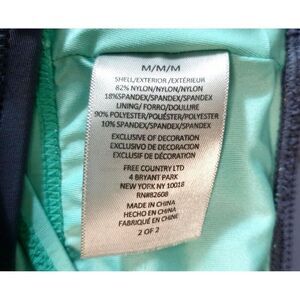 M/M/M
SHELL/EXTERIOR /EXTÉRIEUR
82% NYLON/NYLON/NYLON
18%SPANDEX/SPANDEX/SPANDEX
LINING/ FORRO/DOULURE
90% POLYESTER/POLIÉSTER/POLYESTER
10% SPANDEX/SPANDEX/SPANDEX
EXCLUSIVE OF DECORATION
EXCLUSIVO DE DECORACIÓN
EXCLUSIF DE DÉCORATION
FREE COUNTRY LTD
4 BRYANT PARK
NEW YORK NY 10018
RN#82608
MADE IN CHINA
HECHO EN CHINA
FABRIQUÉ EN CHINE
2 OF 2